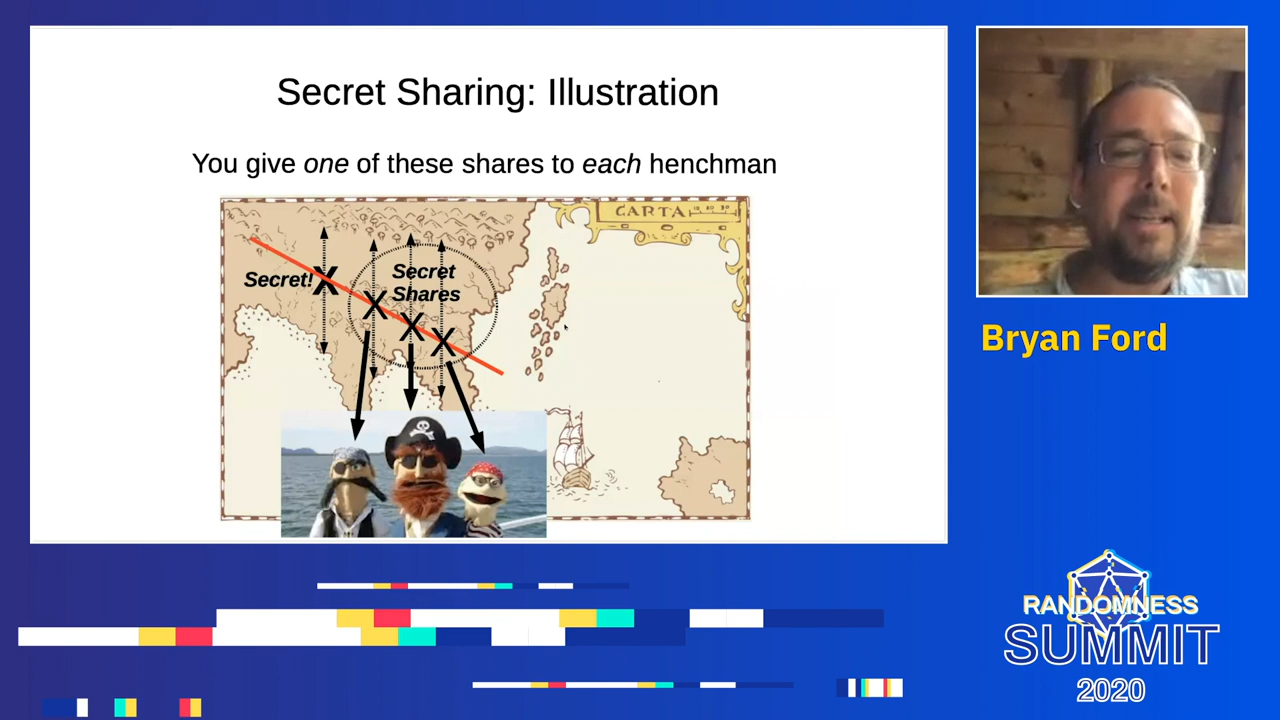 Secret Sharing: Illustration
You give one of these shares to each henchman
CARTA
Secret!
X
Secret
Shares
X
X
X
Bryan Ford
RANDOMNESS
SUMMIT
2020